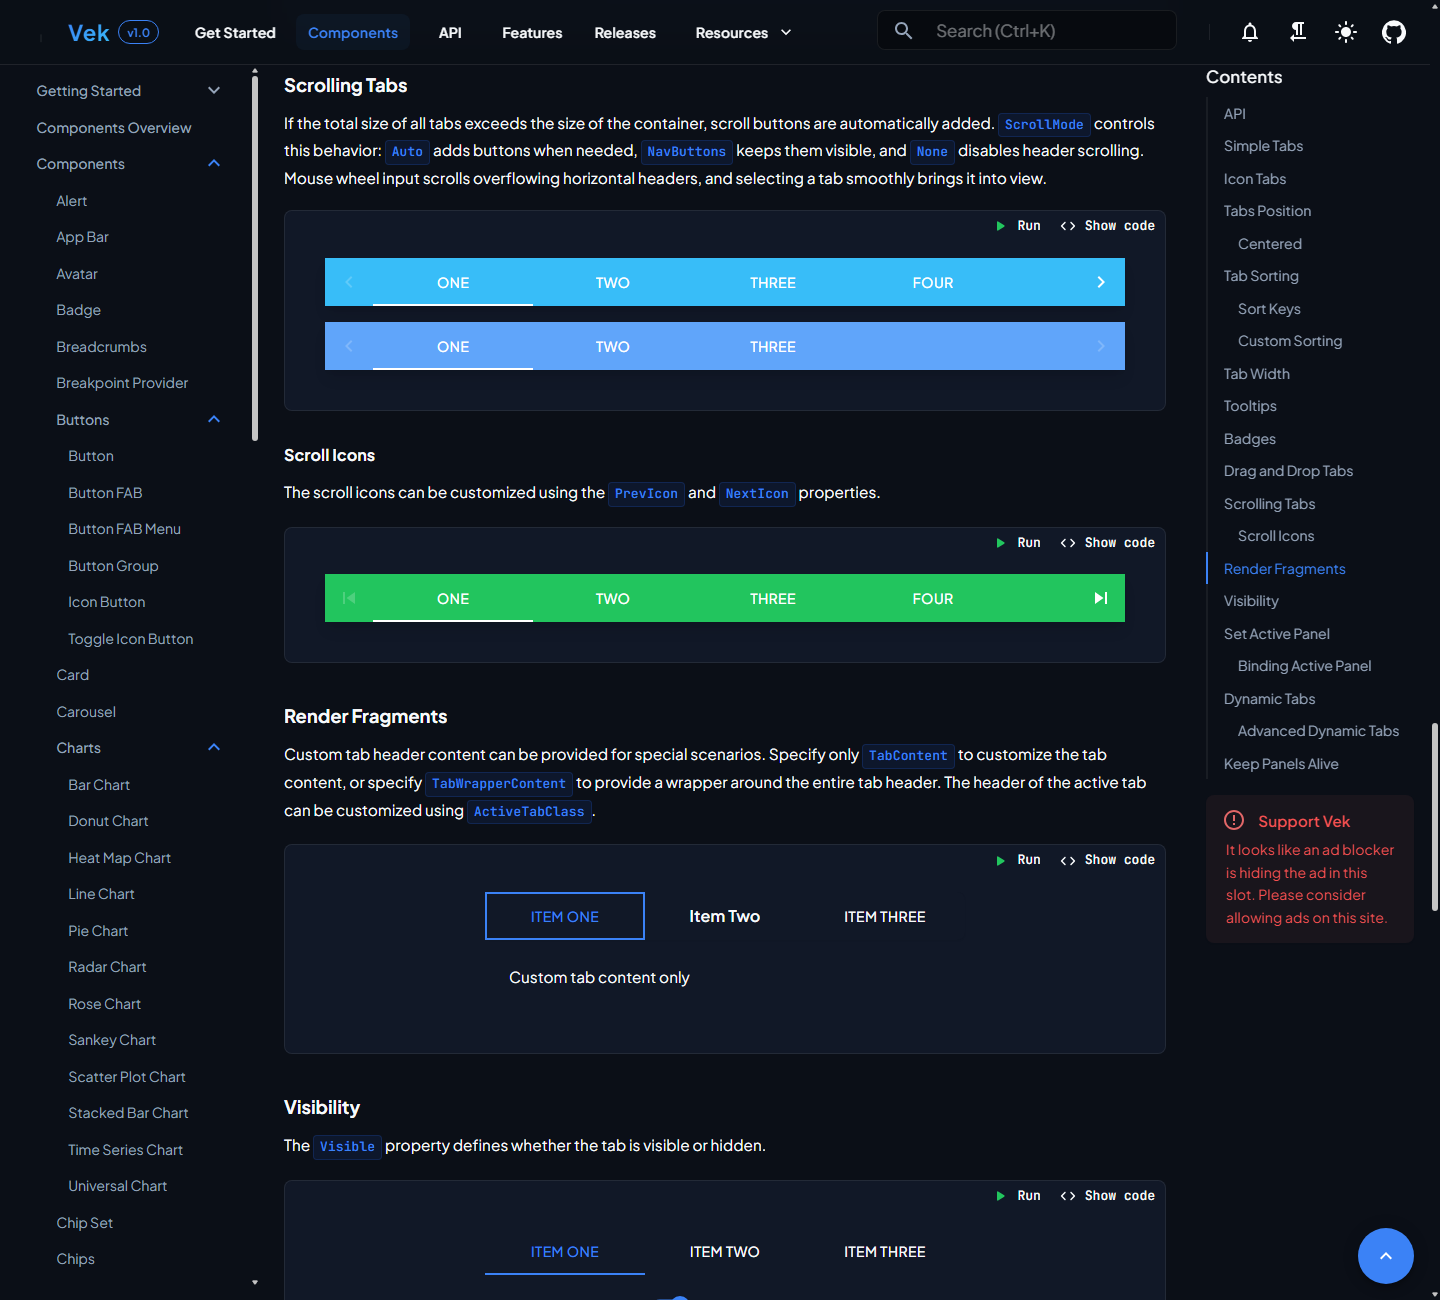 Vek v1.0 Get Started Components API Features Releases Resources Search (Ctrl+K)
Getting Started
Components Overview
Components
Alert
App Bar
Avatar
Badge
Breadcrumbs
Breakpoint Provider
Buttons
Button
Button FAB
Button FAB Menu
Button Group
Icon Button
Toggle Icon Button
Card
Carousel
Charts
Bar Chart
Donut Chart
Heat Map Chart
Line Chart
Pie Chart
Radar Chart
Rose Chart
Sankey Chart
Scatter Plot Chart
Stacked Bar Chart
Time Series Chart
Universal Chart
Chip Set
Chips
Scrolling Tabs
If the total size of all tabs exceeds the size of the container, scroll buttons are automatically added. ScrollMode controls
this behavior: Auto adds buttons when needed, NavButtons keeps them visible, and None disables header scrolling.
Mouse wheel input scrolls overflowing horizontal headers, and selecting a tab smoothly brings it into view.
Run <> Show code
ONE TWO THREE FOUR
ONE TWO THREE
Scroll Icons
The scroll icons can be customized using the PrevIcon and NextIcon properties.
Run <> Show code
ONE TWO THREE FOUR
Render Fragments
Custom tab header content can be provided for special scenarios. Specify only TabContent to customize the tab
content, or specify TabWrapperContent to provide a wrapper around the entire tab header. The header of the active tab
can be customized using ActiveTabClass.
Run <> Show code
ITEM ONE Item Two ITEM THREE
Custom tab content only
Visibility
The Visible property defines whether the tab is visible or hidden.
Run <> Show code
ITEM ONE ITEM TWO ITEM THREE
Contents
API
Simple Tabs
Icon Tabs
Tabs Position
Centered
Tab Sorting
Sort Keys
Custom Sorting
Tab Width
Tooltips
Badges
Drag and Drop Tabs
Scrolling Tabs
Scroll Icons
Render Fragments
Visibility
Set Active Panel
Binding Active Panel
Dynamic Tabs
Advanced Dynamic Tabs
Keep Panels Alive
Support Vek
It looks like an ad blocker
is hiding the ad in this
slot. Please consider
allowing ads on this site.